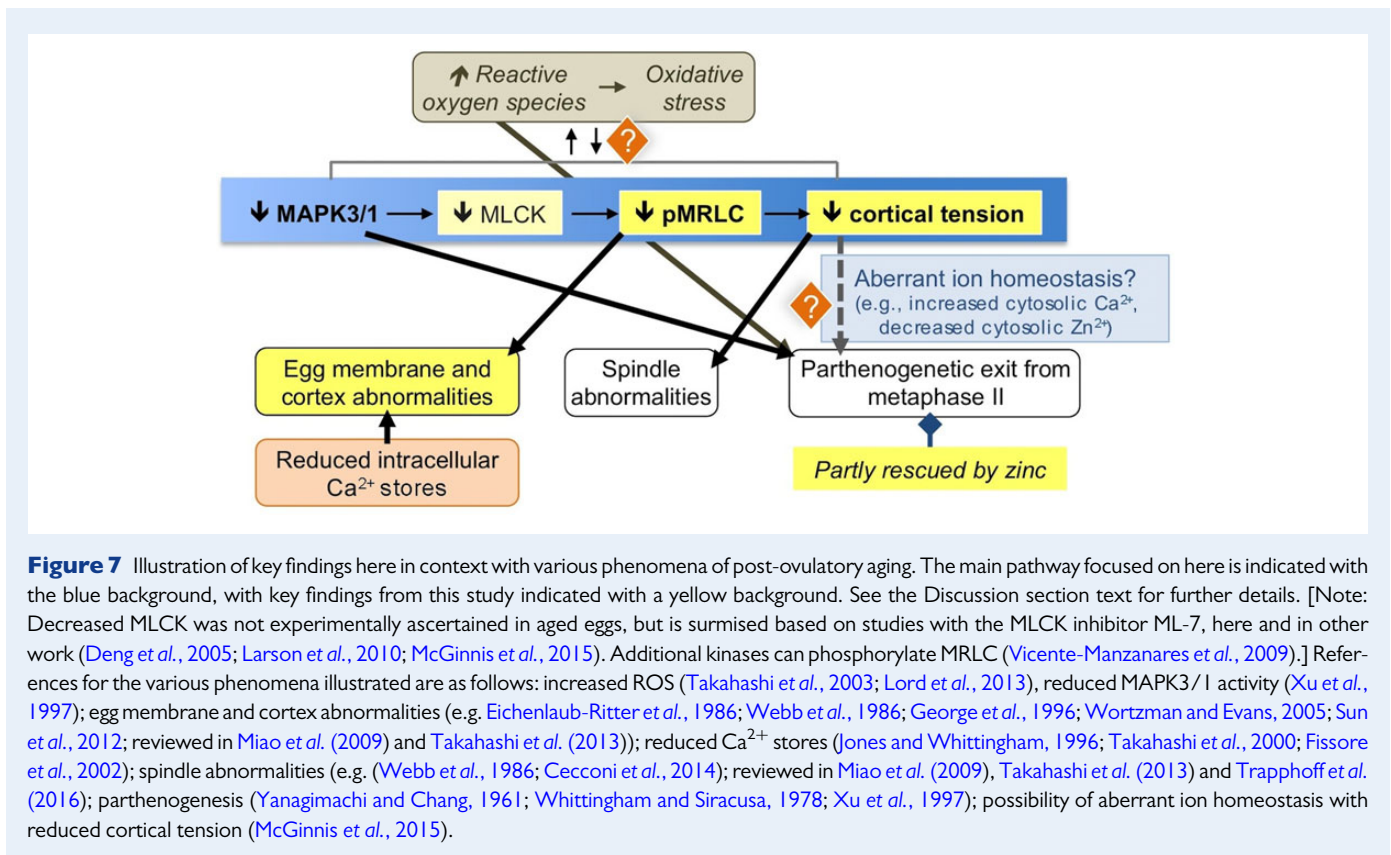 ↑ Reactive oxygen species → Oxidative stress
↑ ↓ ?
↓ MAPK3/1 → ↓ MLCK → ↓ pMRLC → ↓ cortical tension
Aberrant ion homeostasis?
(e.g., increased cytosolic Ca²⁺,
decreased cytosolic Zn²⁺)
?
Egg membrane and
cortex abnormalities
Spindle
abnormalities
Parthenogenetic exit from
metaphase II
Reduced intracellular
Ca²⁺ stores
Partly rescued by zinc
Figure 7 Illustration of key findings here in context with various phenomena of post-ovulatory aging. The main pathway focused on here is indicated with
the blue background, with key findings from this study indicated with a yellow background. See the Discussion section text for further details. [Note:
Decreased MLCK was not experimentally ascertained in aged eggs, but is surmised based on studies with the MLCK inhibitor ML-7, here and in other
work (Deng et al., 2005; Larson et al., 2010; McGinnis et al., 2015). Additional kinases can phosphorylate MRLC (Vicente-Manzanares et al., 2009).] Refer-
ences for the various phenomena illustrated are as follows: increased ROS (Takahashi et al., 2003; Lord et al., 2013), reduced MAPK3/1 activity (Xu et al.,
1997); egg membrane and cortex abnormalities (e.g. Eichenlaub-Ritter et al., 1986; Webb et al., 1986; George et al., 1996; Wortzman and Evans, 2005; Sun
et al., 2012; reviewed in Miao et al. (2009) and Takahashi et al. (2013)); reduced Ca²⁺ stores (Jones and Whittingham, 1996; Takahashi et al., 2000; Fissore
et al., 2002); spindle abnormalities (e.g. (Webb et al., 1986; Cecconi et al., 2014); reviewed in Miao et al. (2009), Takahashi et al. (2013) and Trapphoff et al.
(2016); parthenogenesis (Yanagimachi and Chang, 1961; Whittingham and Siracusa, 1978; Xu et al., 1997); possibility of aberrant ion homeostasis with
reduced cortical tension (McGinnis et al., 2015).